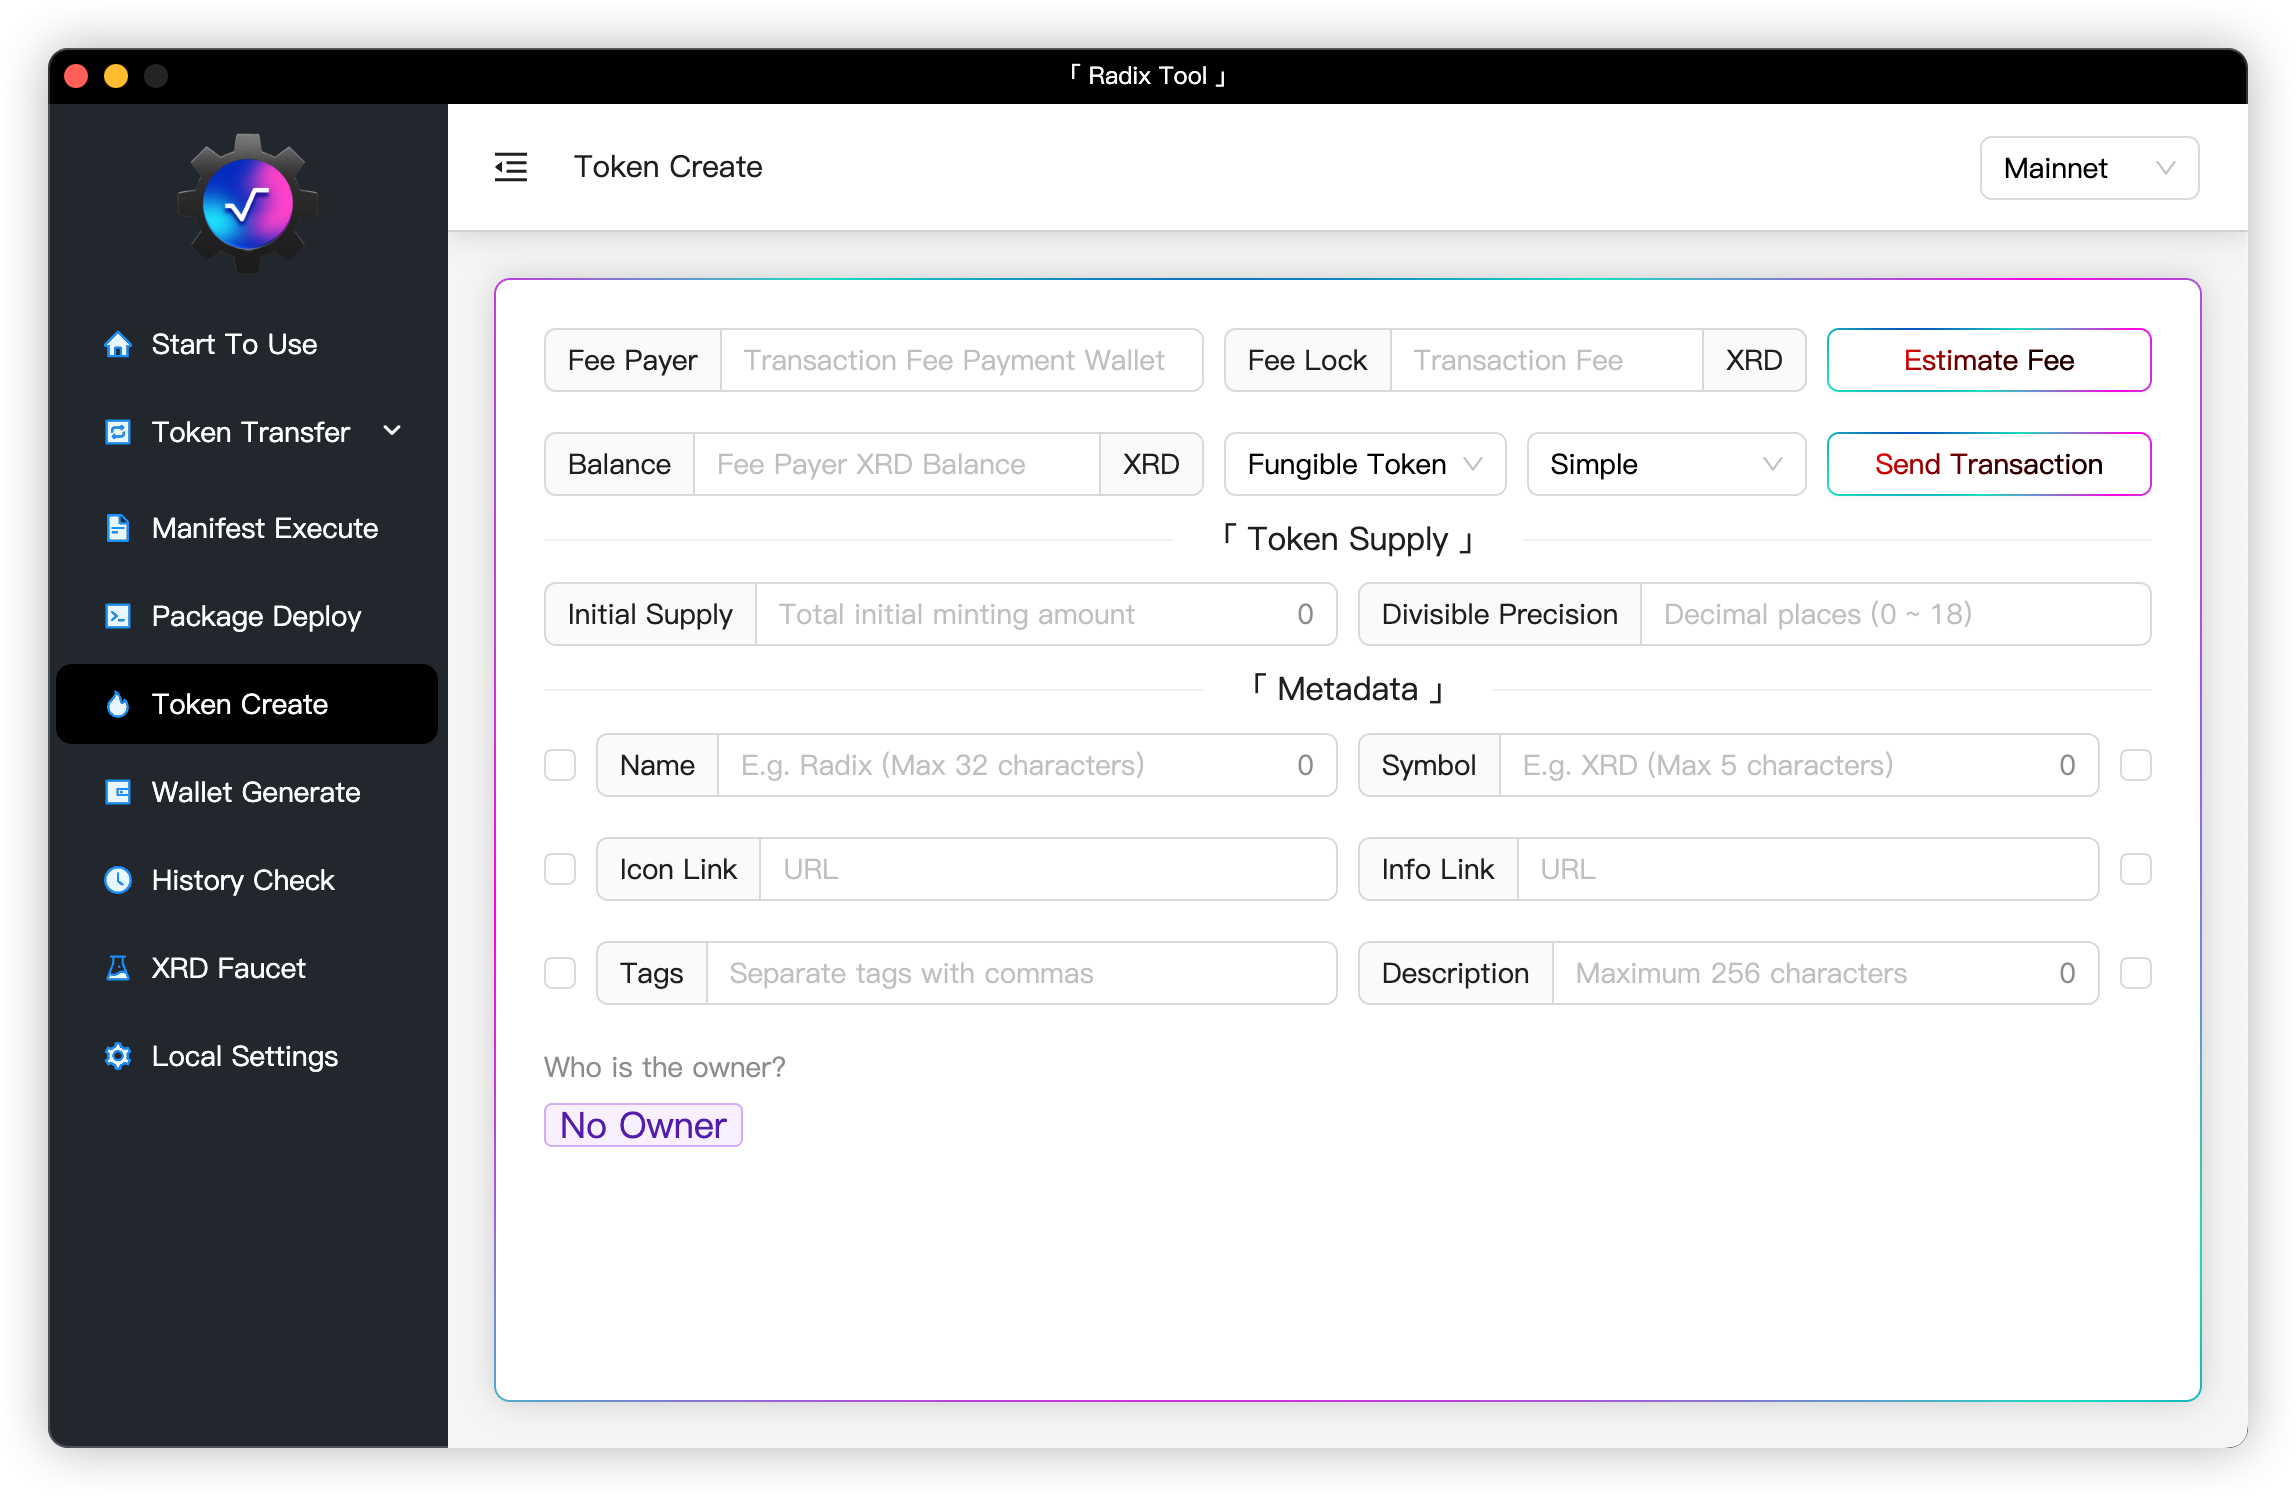 「 Radix Tool 」
Token Create
Mainnet
Start To Use
Token Transfer
Manifest Execute
Package Deploy
Token Create
Wallet Generate
History Check
XRD Faucet
Local Settings
Fee Payer Transaction Fee Payment Wallet Fee Lock Transaction Fee XRD Estimate Fee
Balance Fee Payer XRD Balance XRD Fungible Token Simple Send Transaction
「 Token Supply 」
Initial Supply Total initial minting amount 0 Divisible Precision Decimal places (0 ~ 18)
「 Metadata 」
Name E.g. Radix (Max 32 characters) 0 Symbol E.g. XRD (Max 5 characters) 0
Icon Link URL Info Link URL
Tags Separate tags with commas Description Maximum 256 characters 0
Who is the owner?
No Owner